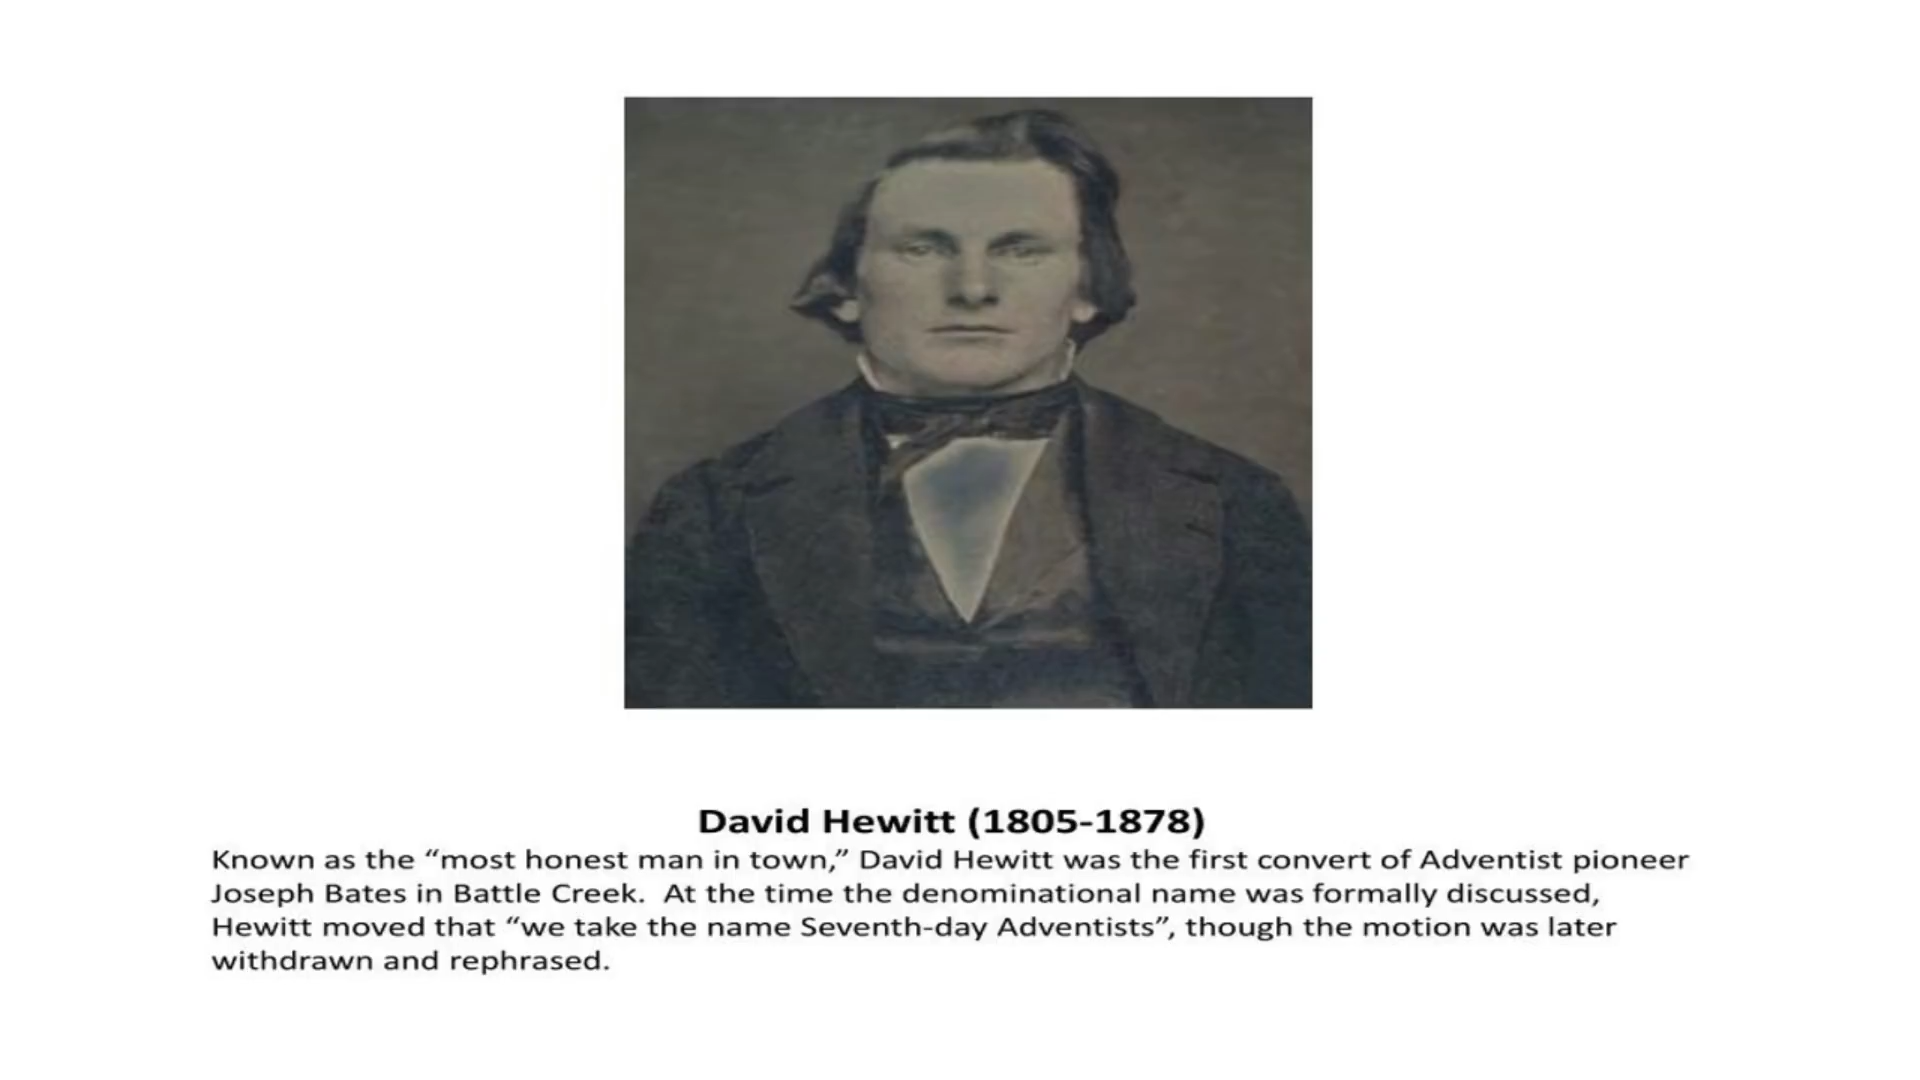 David Hewitt (1805-1878)
Known as the “most honest man in town,” David Hewitt was the first convert of Adventist pioneer
Joseph Bates in Battle Creek.  At the time the denominational name was formally discussed,
Hewitt moved that “we take the name Seventh-day Adventists”, though the motion was later
withdrawn and rephrased.